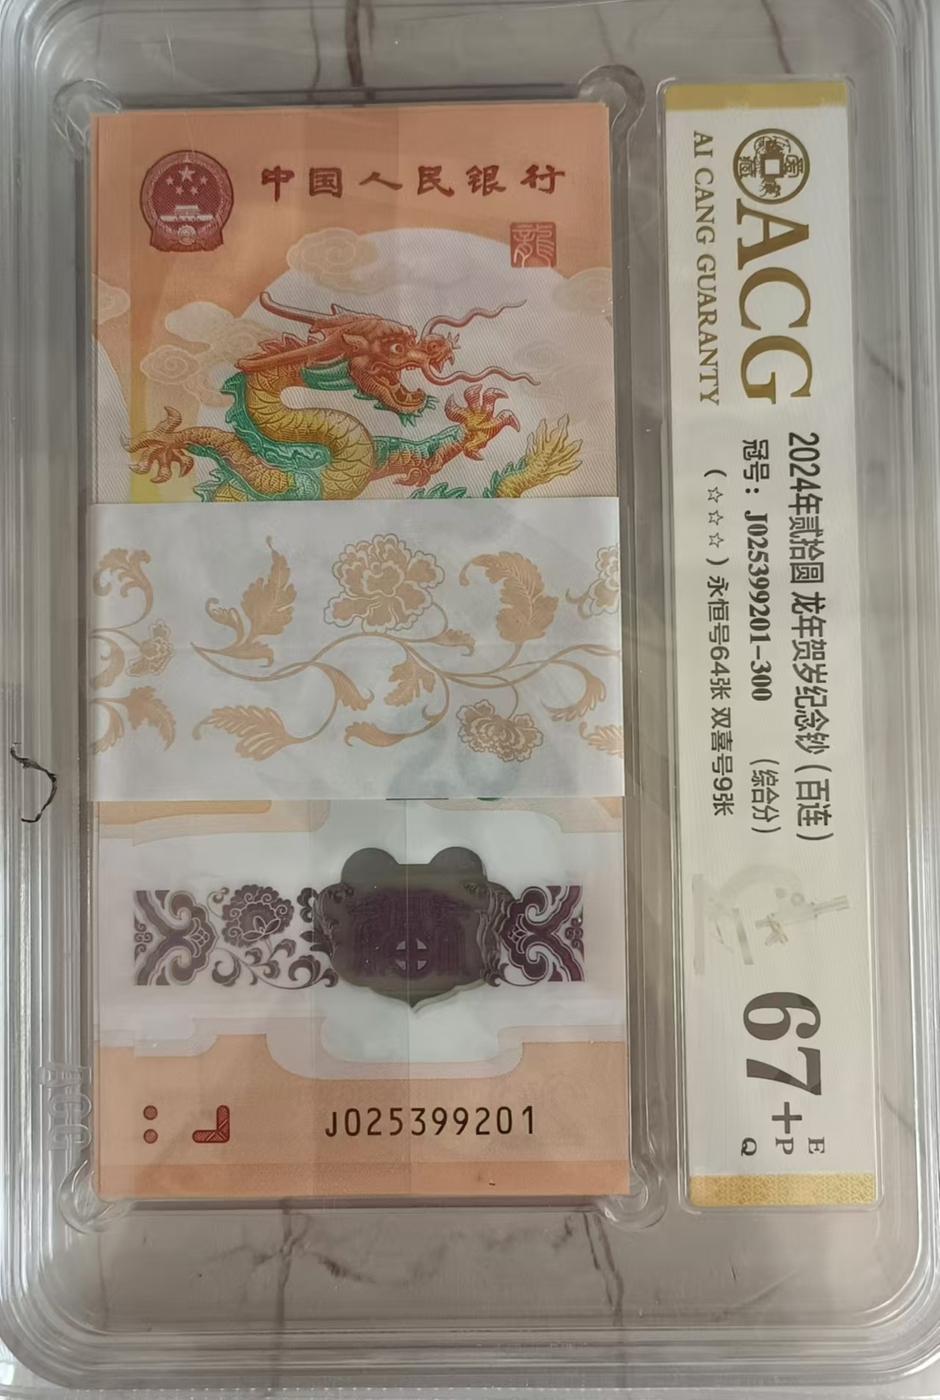 中国人民银行
龍
J025399201
ACG
AI CANG GUARANTY
2024年贰拾圆 龙年贺岁纪念钞（百连）
冠号：J025399201-300 （综合分）
（☆☆☆）永恒号64张 双喜号9张
67+
E
P
Q
ACG